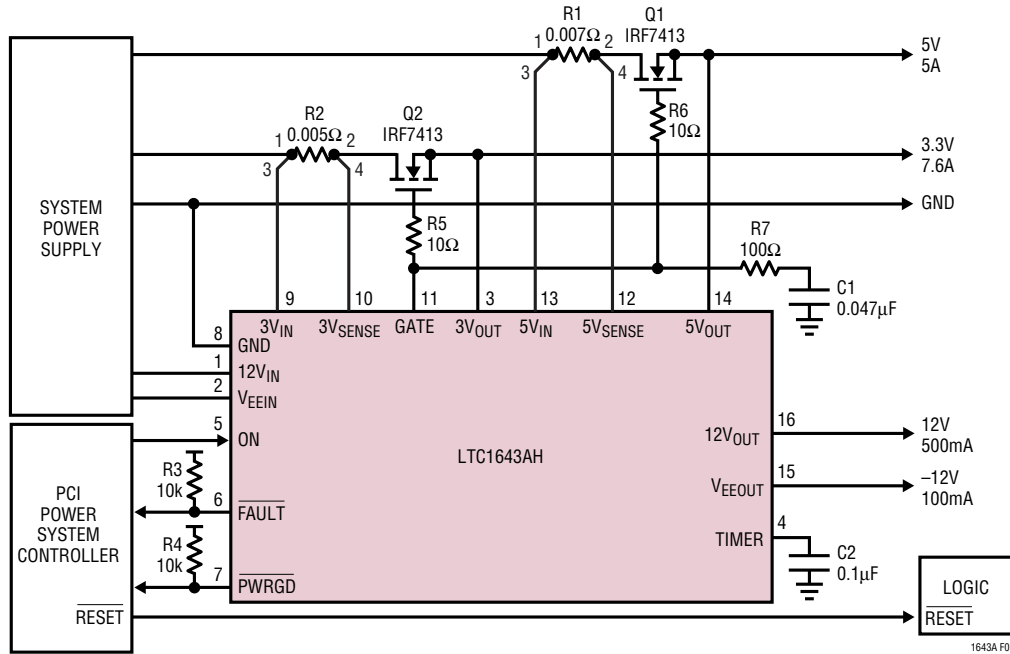 R1
0.007Ω
Q1
IRF7413
1
2
3
4
5V
5A
R6
10Ω
R2
0.005Ω
Q2
IRF7413
1
2
3
4
3.3V
7.6A
GND
SYSTEM
POWER
SUPPLY
R5
10Ω
R7
100Ω
C1
0.047µF
9
10
11
3
13
12
14
3VIN
3VSENSE
GATE
3VOUT
5VIN
5VSENSE
5VOUT
8
GND
1
12VIN
2
VEEIN
5
ON
LTC1643AH
12VOUT
16
12V
500mA
VEEOUT
15
–12V
100mA
PCI
POWER
SYSTEM
CONTROLLER
R3
10k
6
FAULT
R4
10k
7
PWRGD
TIMER
4
C2
0.1µF
RESET
LOGIC
RESET
1643A F0